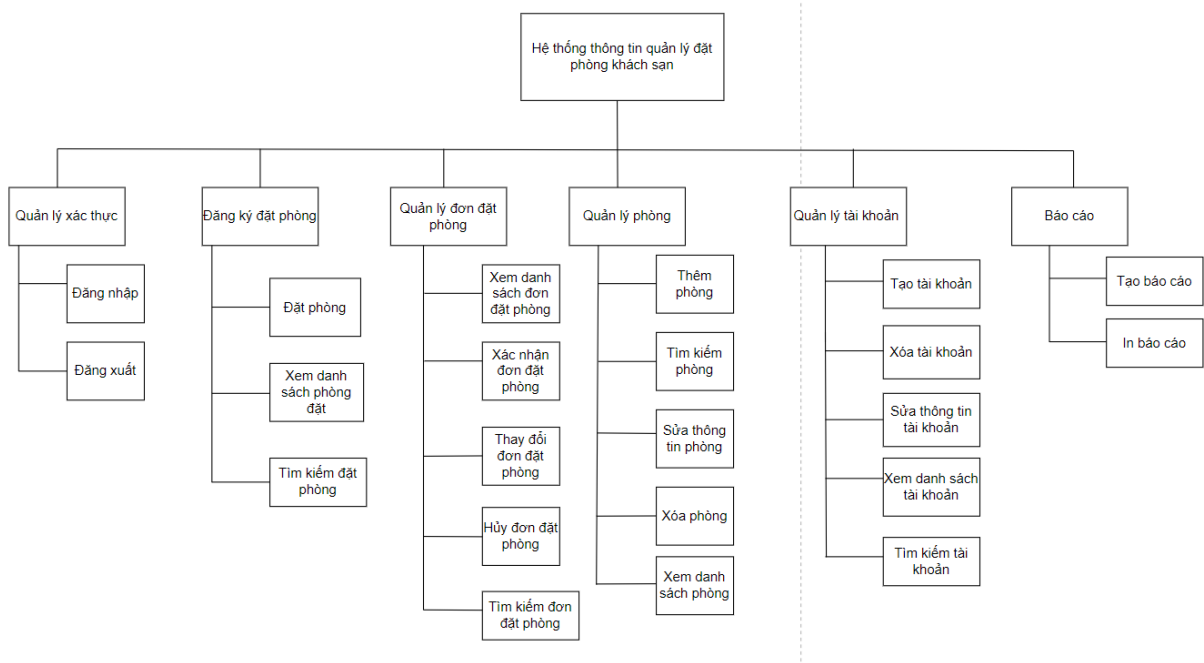 Hệ thống thông tin quản lý đặt
phòng khách sạn
Quản lý xác thực
Đăng nhập
Đăng xuất
Đăng ký đặt phòng
Đặt phòng
Xem danh
sách phòng
đặt
Tìm kiếm đặt
phòng
Quản lý đơn đặt
phòng
Xem danh
sách đơn
đặt phòng
Xác nhận
đơn đặt
phòng
Thay đổi
đơn đặt
phòng
Hủy đơn đặt
phòng
Tìm kiếm đơn
đặt phòng
Quản lý phòng
Thêm
phòng
Tìm kiếm
phòng
Sửa thông
tin phòng
Xóa phòng
Xem danh
sách phòng
Quản lý tài khoản
Tạo tài khoản
Xóa tài khoản
Sửa thông tin
tài khoản
Xem danh sách
tài khoản
Tìm kiếm tài
khoản
Báo cáo
Tạo báo cáo
In báo cáo